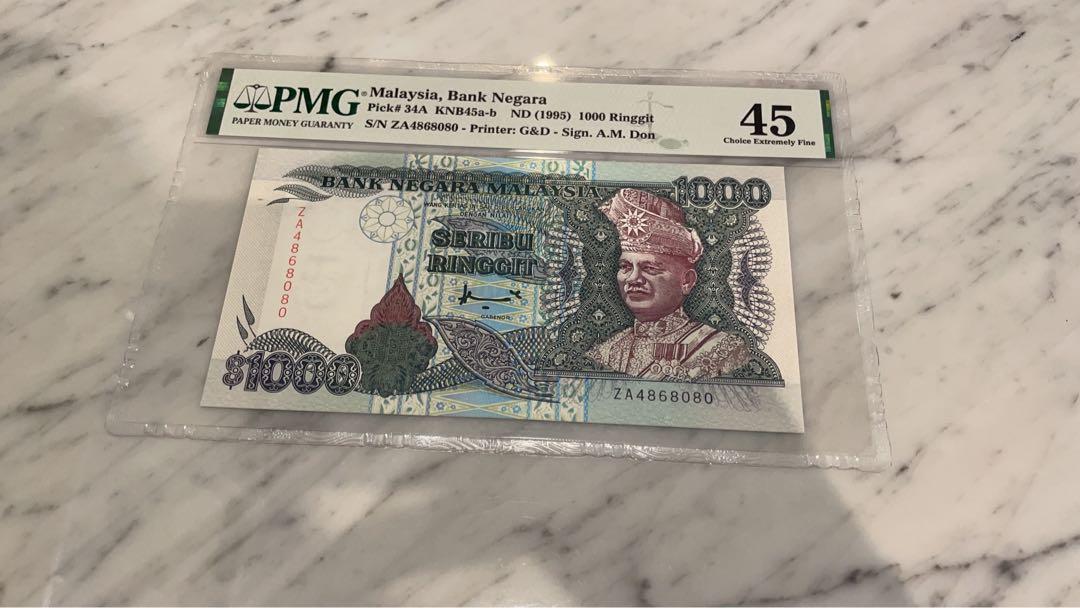 PMG
PAPER MONEY GUARANTY
Malaysia, Bank Negara
Pick# 34A KNB45a-b ND (1995) 1000 Ringgit
S/N ZA4868080 - Printer: G&D - Sign. A.M. Don
45
Choice Extremely Fine
BANK NEGARA MALAYSIA
1000
ZA4868080
SERIBU
RINGGIT
GABENOR
$1000
ZA4868080